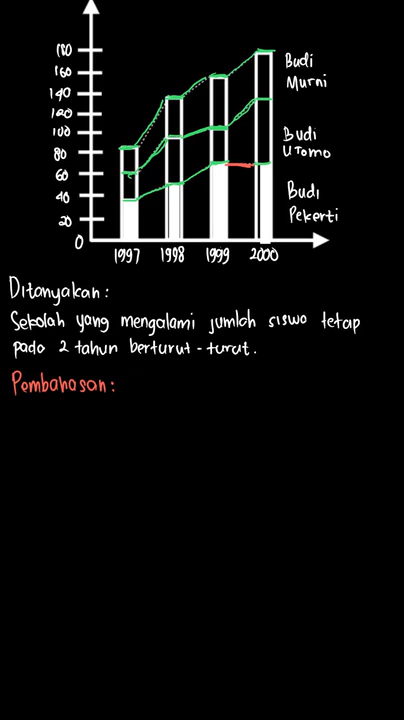 180
160
140
120
100
80
60
40
20
0
1997 1998 1999 2000
Budi
Murni
Budi
Utomo
Budi
Pekerti
Ditanyakan :
Sekolah yang mengalami jumlah siswa tetap
pada 2 tahun berturut - turut.
Pembahasan :